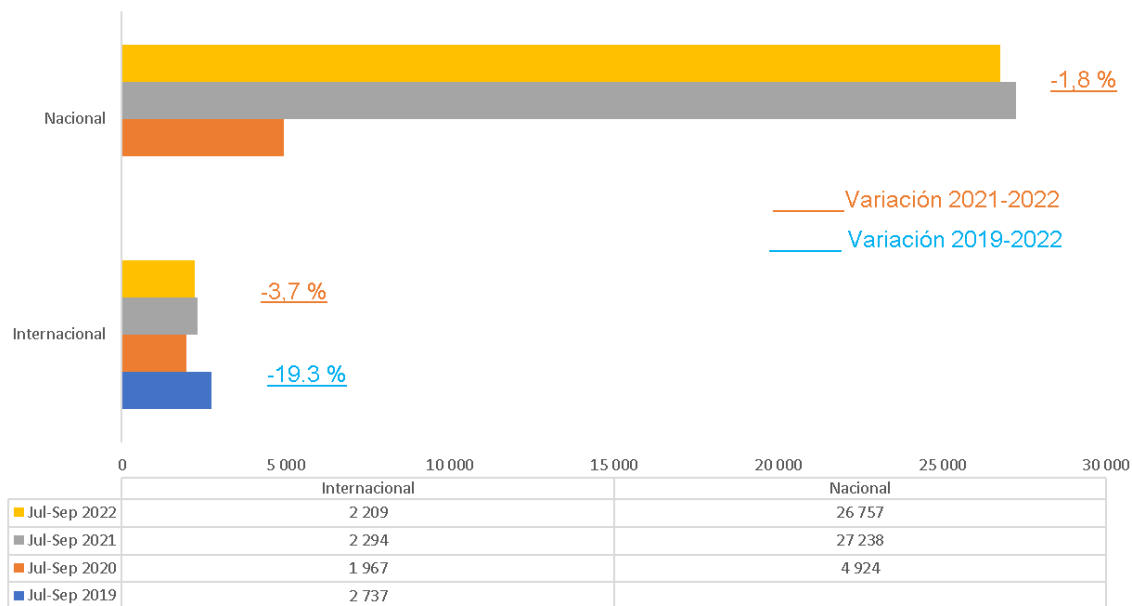 -1,8 %
Nacional
Variación 2021-2022
Variación 2019-2022
-3,7 %
Internacional
-19.3 %
0 5 000 10 000 15 000 20 000 25 000 30 000
Internacional Nacional
Jul-Sep 2022 2 209 26 757
Jul-Sep 2021 2 294 27 238
Jul-Sep 2020 1 967 4 924
Jul-Sep 2019 2 737